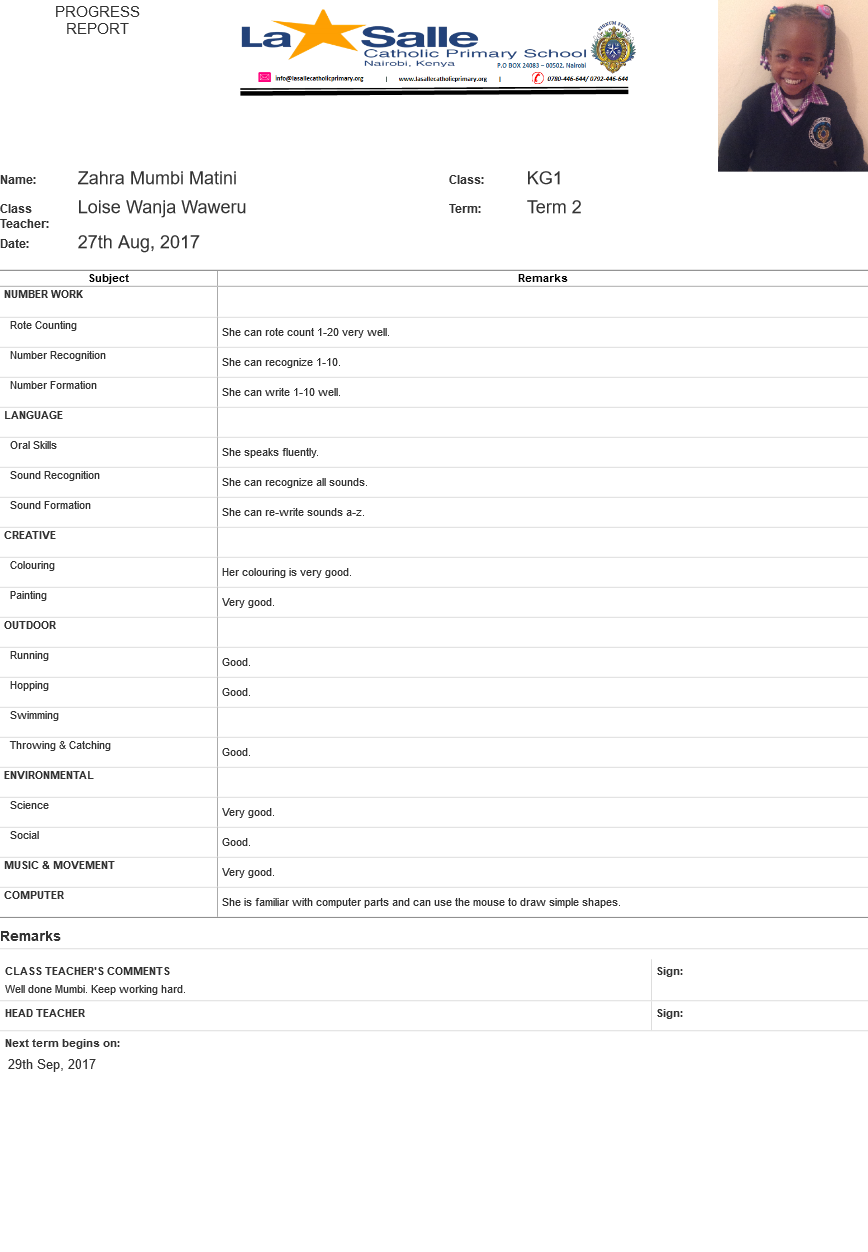 PROGRESS
REPORT
La Salle
Catholic Primary School
Nairobi, Kenya
P.O BOX 24083 – 00502, Nairobi
info@lasallecatholicprimary.org | www.lasallecatholicprimary.org | 0780-446-644/ 0792-446-644
Name: Zahra Mumbi Matini Class: KG1
Class Teacher: Loise Wanja Waweru Term: Term 2
Date: 27th Aug, 2017
Subject Remarks
NUMBER WORK
Rote Counting She can rote count 1-20 very well.
Number Recognition She can recognize 1-10.
Number Formation She can write 1-10 well.
LANGUAGE
Oral Skills She speaks fluently.
Sound Recognition She can recognize all sounds.
Sound Formation She can re-write sounds a-z.
CREATIVE
Colouring Her colouring is very good.
Painting Very good.
OUTDOOR
Running Good.
Hopping Good.
Swimming
Throwing & Catching Good.
ENVIRONMENTAL
Science Very good.
Social Good.
MUSIC & MOVEMENT Very good.
COMPUTER She is familiar with computer parts and can use the mouse to draw simple shapes.
Remarks
CLASS TEACHER'S COMMENTS Sign:
Well done Mumbi. Keep working hard.
HEAD TEACHER Sign:
Next term begins on:
29th Sep, 2017